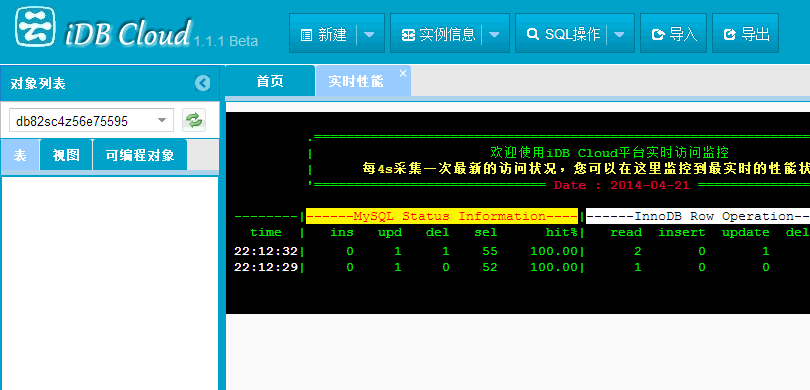 iDB Cloud 1.1.1 Beta
新建 实例信息 SQL操作 导入 导出
对象列表
首页 实时性能
db82sc4z56e75595
表 视图 可编程对象
欢迎使用iDB Cloud平台实时访问监控
每4s采集一次最新的访问状况，您可以在这里监控到最实时的性能状
Date : 2014-04-21
--------|------MySQL Status Information----|------InnoDB Row Operation--
time | ins upd del sel hit%| read insert update del
22:12:32| 0 1 1 55 100.00| 2 0 1
22:12:29| 0 1 0 52 100.00| 1 0 0